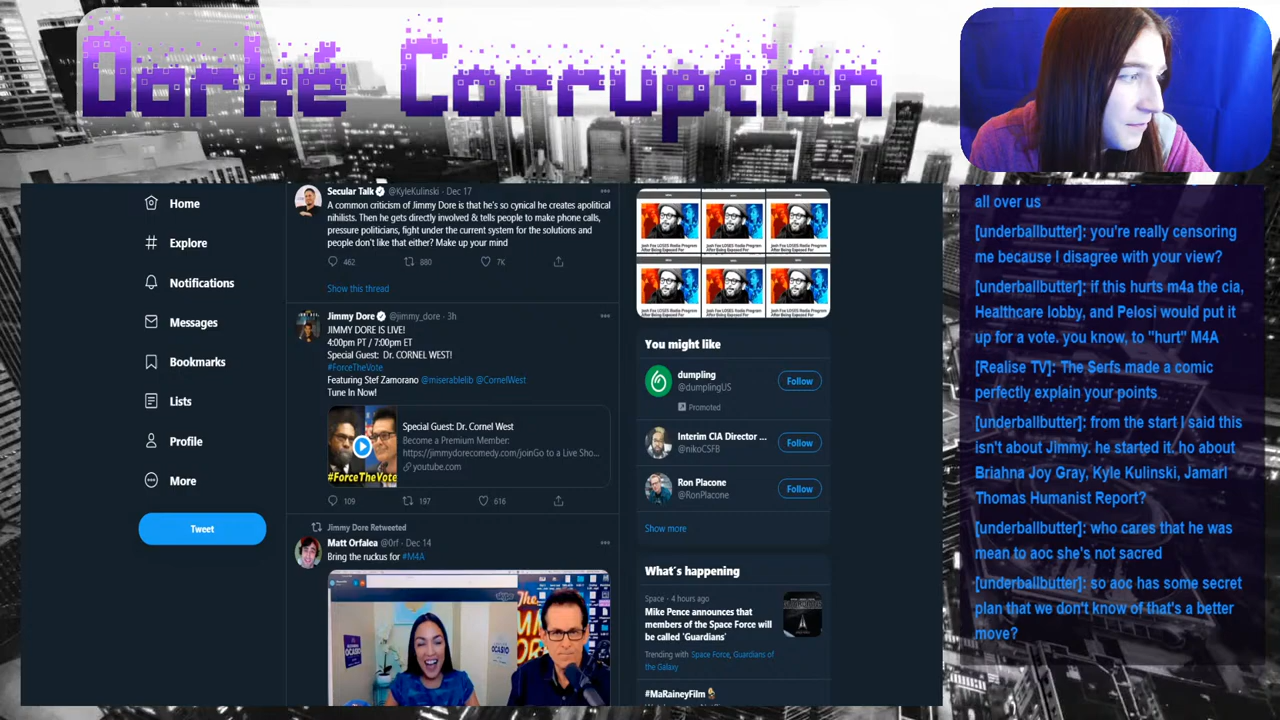 Dorkè Corruption
Home
Explore
Notifications
Messages
Bookmarks
Lists
Profile
More
Tweet
Secular Talk @KyleKulinski · Dec 17
A common criticism of Jimmy Dore is that he's so cynical he creates apolitical
nihilists. Then he gets directly involved & tells people to make phone calls,
pressure politicians, fight under the current system for the solutions and
people don't like that either? Make up your mind
462 880 7K
Show this thread
Jimmy Dore @jimmy_dore · 3h
JIMMY DORE IS LIVE!
4:00pm PT / 7:00pm ET
Special Guest: Dr. CORNEL WEST!
#ForceTheVote
Featuring Stef Zamorano @miserablelib @CornelWest
Tune In Now!
#FORCETHEVOTE
Special Guest: Dr. Cornel West
Become a Premium Member:
https://jimmydorecomedy.com/joinGo to a Live Sho...
youtube.com
109 197 616
Jimmy Dore Retweeted
Matt Orfalea @0rf · Dec 14
Bring the ruckus for #M4A
You might like
dumpling
@dumplingUS
Promoted
Follow
Interim CIA Director ...
@nikoCSFB
Follow
Ron Placone
@RonPlacone
Follow
Show more
What's happening
Space · 4 hours ago
Mike Pence announces that
members of the Space Force will
be called 'Guardians'
Trending with Space Force, Guardians of
the Galaxy
#MaRaineyFilm
all over us
[underballbutter]: you're really censoring
me because I disagree with your view?
[underballbutter]: if this hurts m4a the cia,
Healthcare lobby, and Pelosi would put it
up for a vote. you know, to "hurt" M4A
[Realise TV]: The Serfs made a comic
perfectly explain your points
[underballbutter]: from the start I said this
isn't about Jimmy. he started it. ho about
Briahna Joy Gray, Kyle Kulinski, Jamarl
Thomas Humanist Report?
[underballbutter]: who cares that he was
mean to aoc she's not sacred
[underballbutter]: so aoc has some secret
plan that we don't know of that's a better
move?